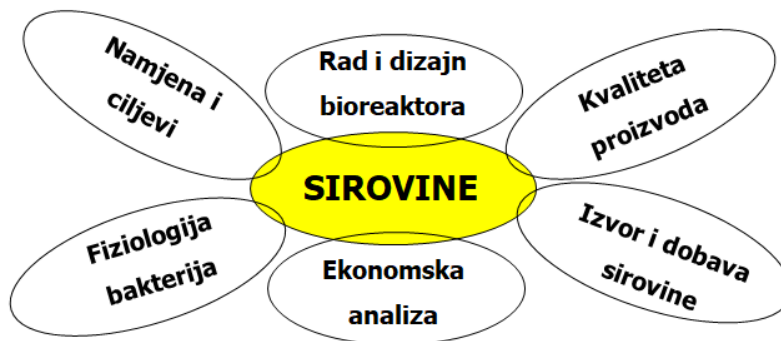 Namjena i
ciljevi
Rad i dizajn
bioreaktora
Kvaliteta
proizvoda
SIROVINE
Fiziologija
bakterija
Ekonomska
analiza
Izvor i dobava
sirovine